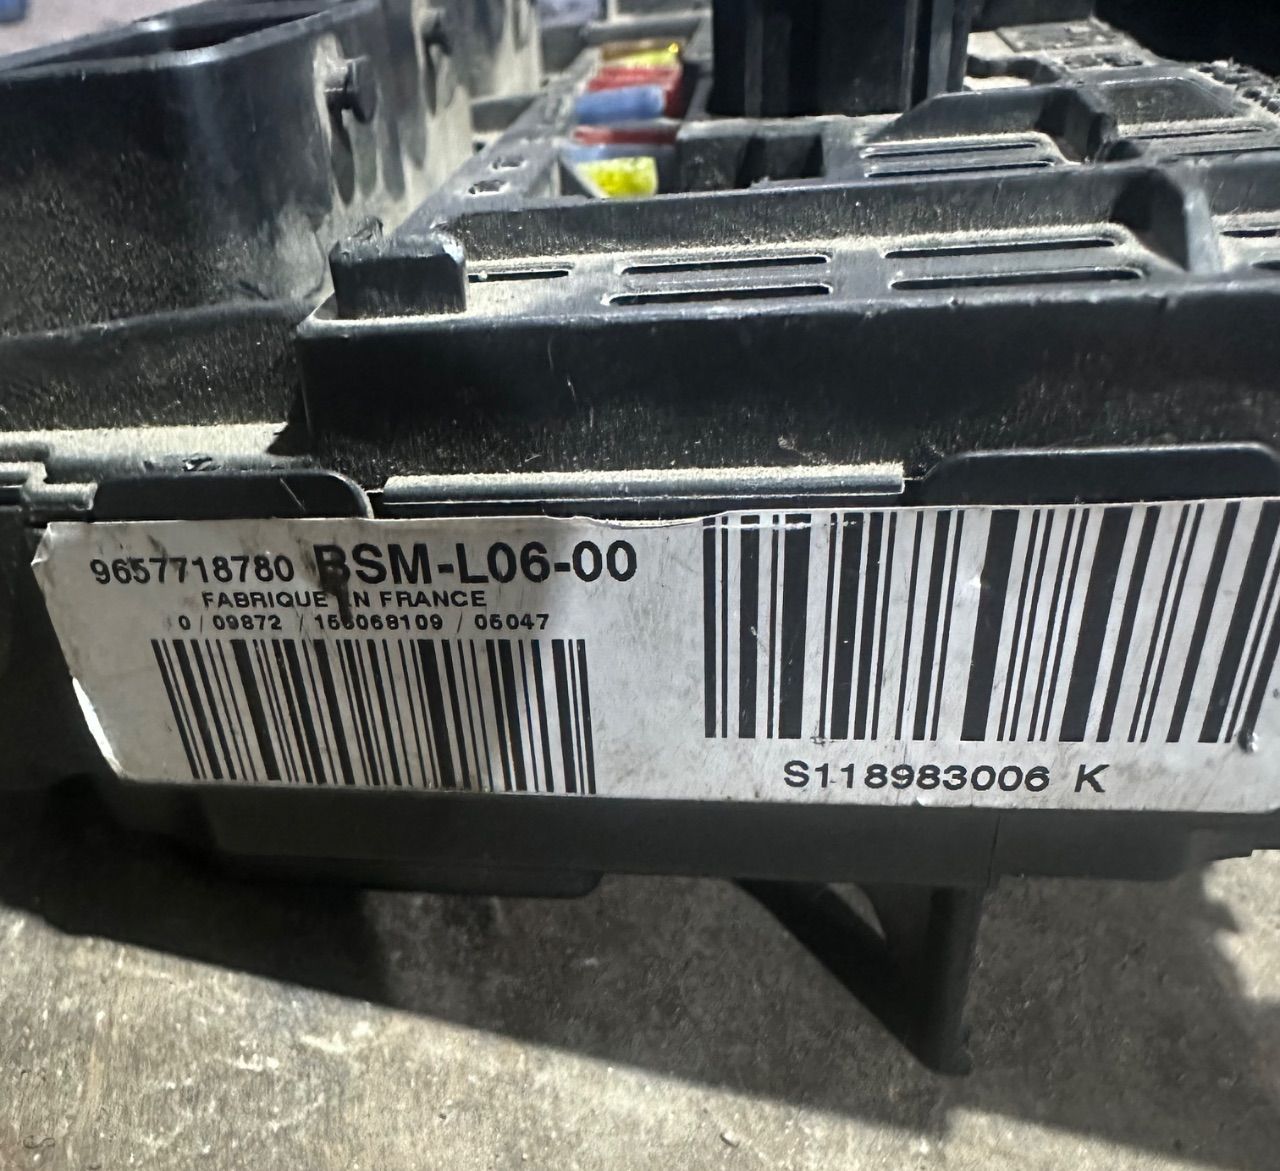 9657718780 BSM-L06-00
FABRIQUE EN FRANCE
0 / 09872 / 156068109 / 05047
S118983006 K